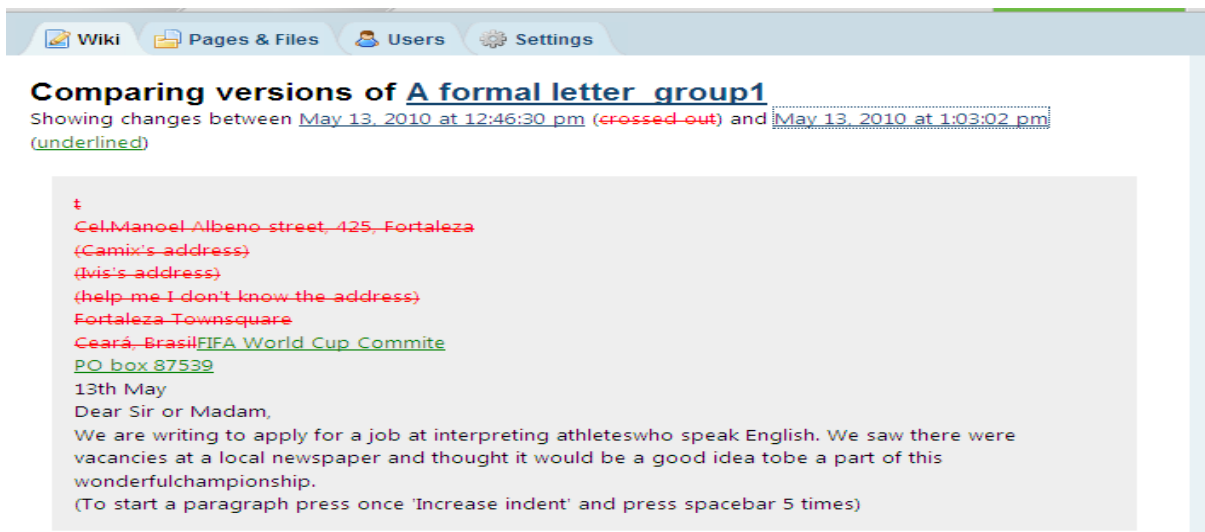 Wiki Pages & Files Users Settings
Comparing versions of A formal letter_group1
Showing changes between May 13, 2010 at 12:46:30 pm (crossed out) and May 13, 2010 at 1:03:02 pm
(underlined)
t
Cel.Manoel Albeno street, 425, Fortaleza
(Camix's address)
(Ivis's address)
(help me I don't know the address)
Fortaleza Townsquare
Ceará, BrasilFIFA World Cup Commite
PO box 87539
13th May
Dear Sir or Madam,
We are writing to apply for a job at interpreting athleteswho speak English. We saw there were
vacancies at a local newspaper and thought it would be a good idea tobe a part of this
wonderfulchampionship.
(To start a paragraph press once 'Increase indent' and press spacebar 5 times)